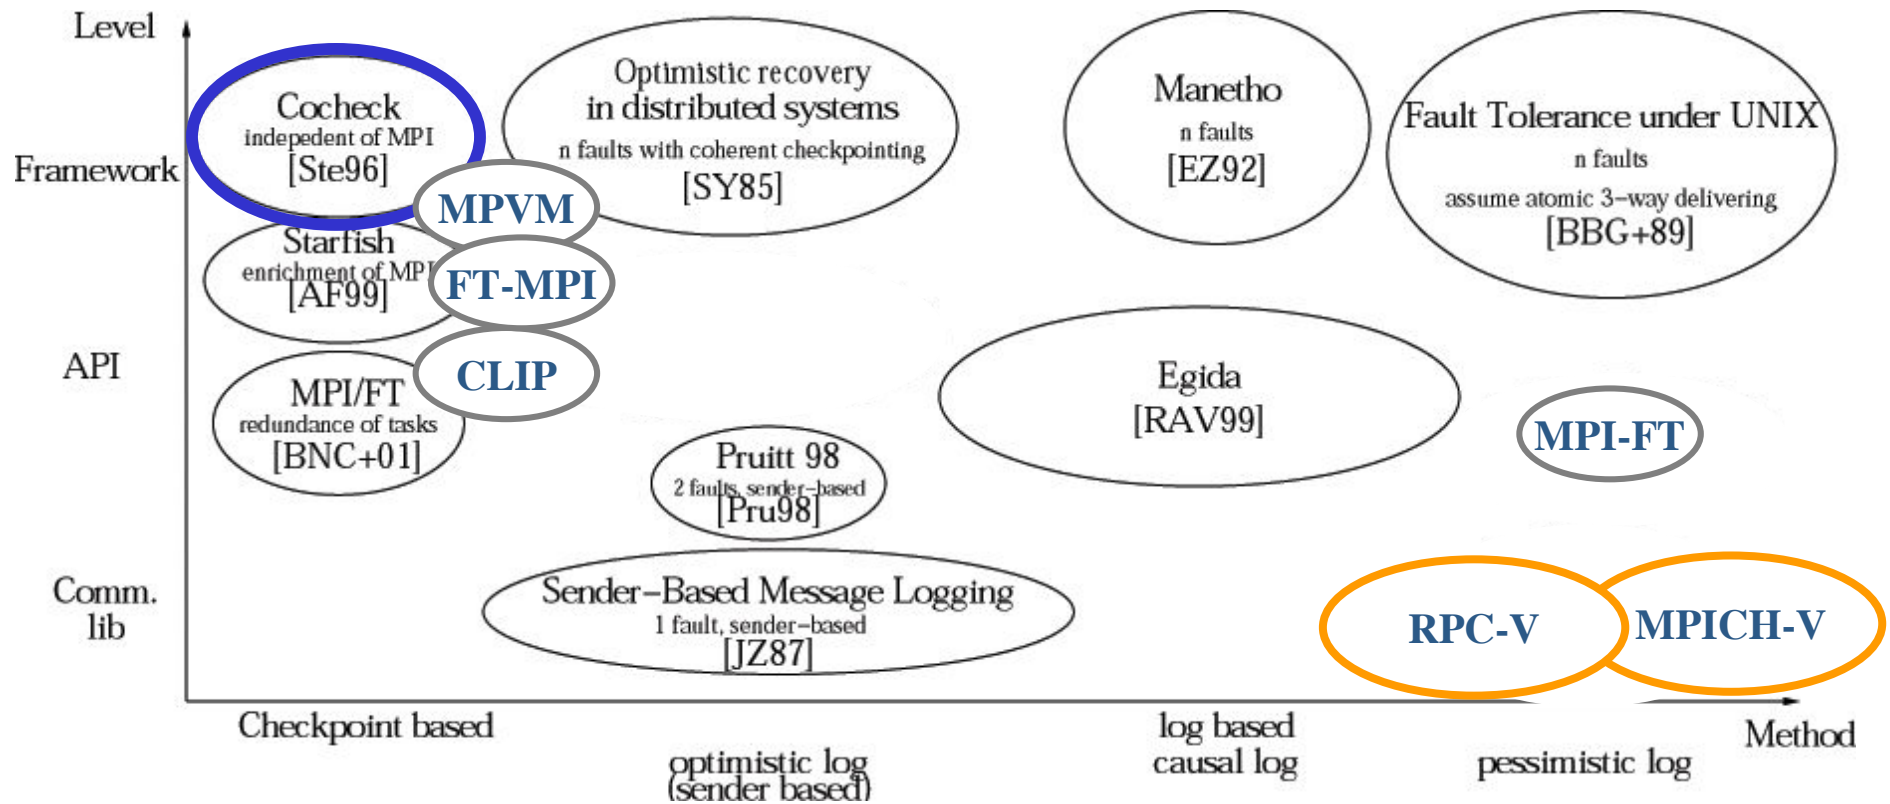 Level
Framework
API
Comm.
lib
Cocheck
indepedent of MPI
[Ste96]
MPVM
Starfish
enrichment of MPI
[AF99]
FT-MPI
MPI/FT
redundance of tasks
[BNC+01]
CLIP
Optimistic recovery
in distributed systems
n faults with coherent checkpointing
[SY85]
Manetho
n faults
[EZ92]
Fault Tolerance under UNIX
n faults
assume atomic 3-way delivering
[BBG+89]
Egida
[RAV99]
MPI-FT
Pruitt 98
2 faults, sender-based
[Pru98]
Sender-Based Message Logging
1 fault, sender-based
[JZ87]
RPC-V
MPICH-V
Checkpoint based
optimistic log
(sender based)
log based
causal log
pessimistic log
Method